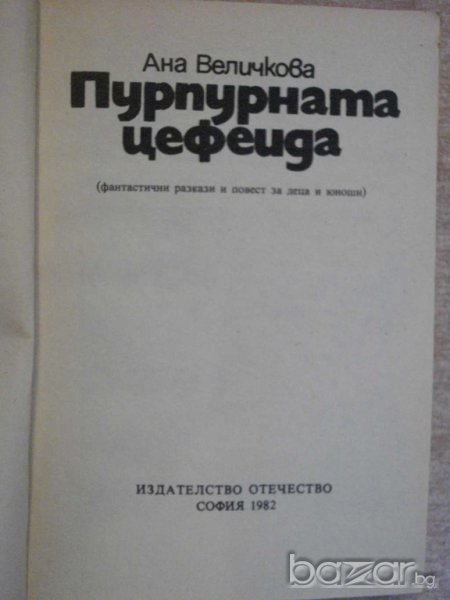 Ана Величкова
Пурпурната
цефеида
(фантастични разкази и повест за деца и юноши)
ИЗДАТЕЛСТВО ОТЕЧЕСТВО
СОФИЯ 1982
bazar.bg